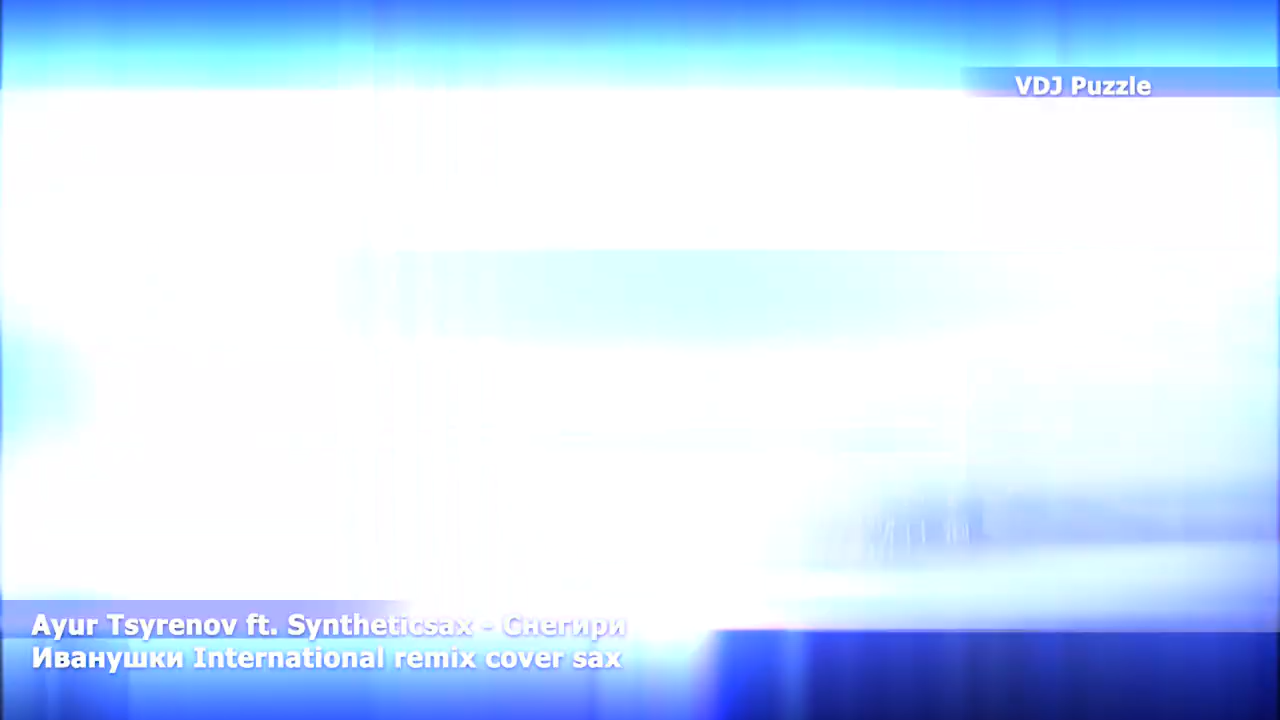 VDJ Puzzle
Ayur Tsyrenov ft. Syntheticsax - Снегири
Иванушки International remix cover sax